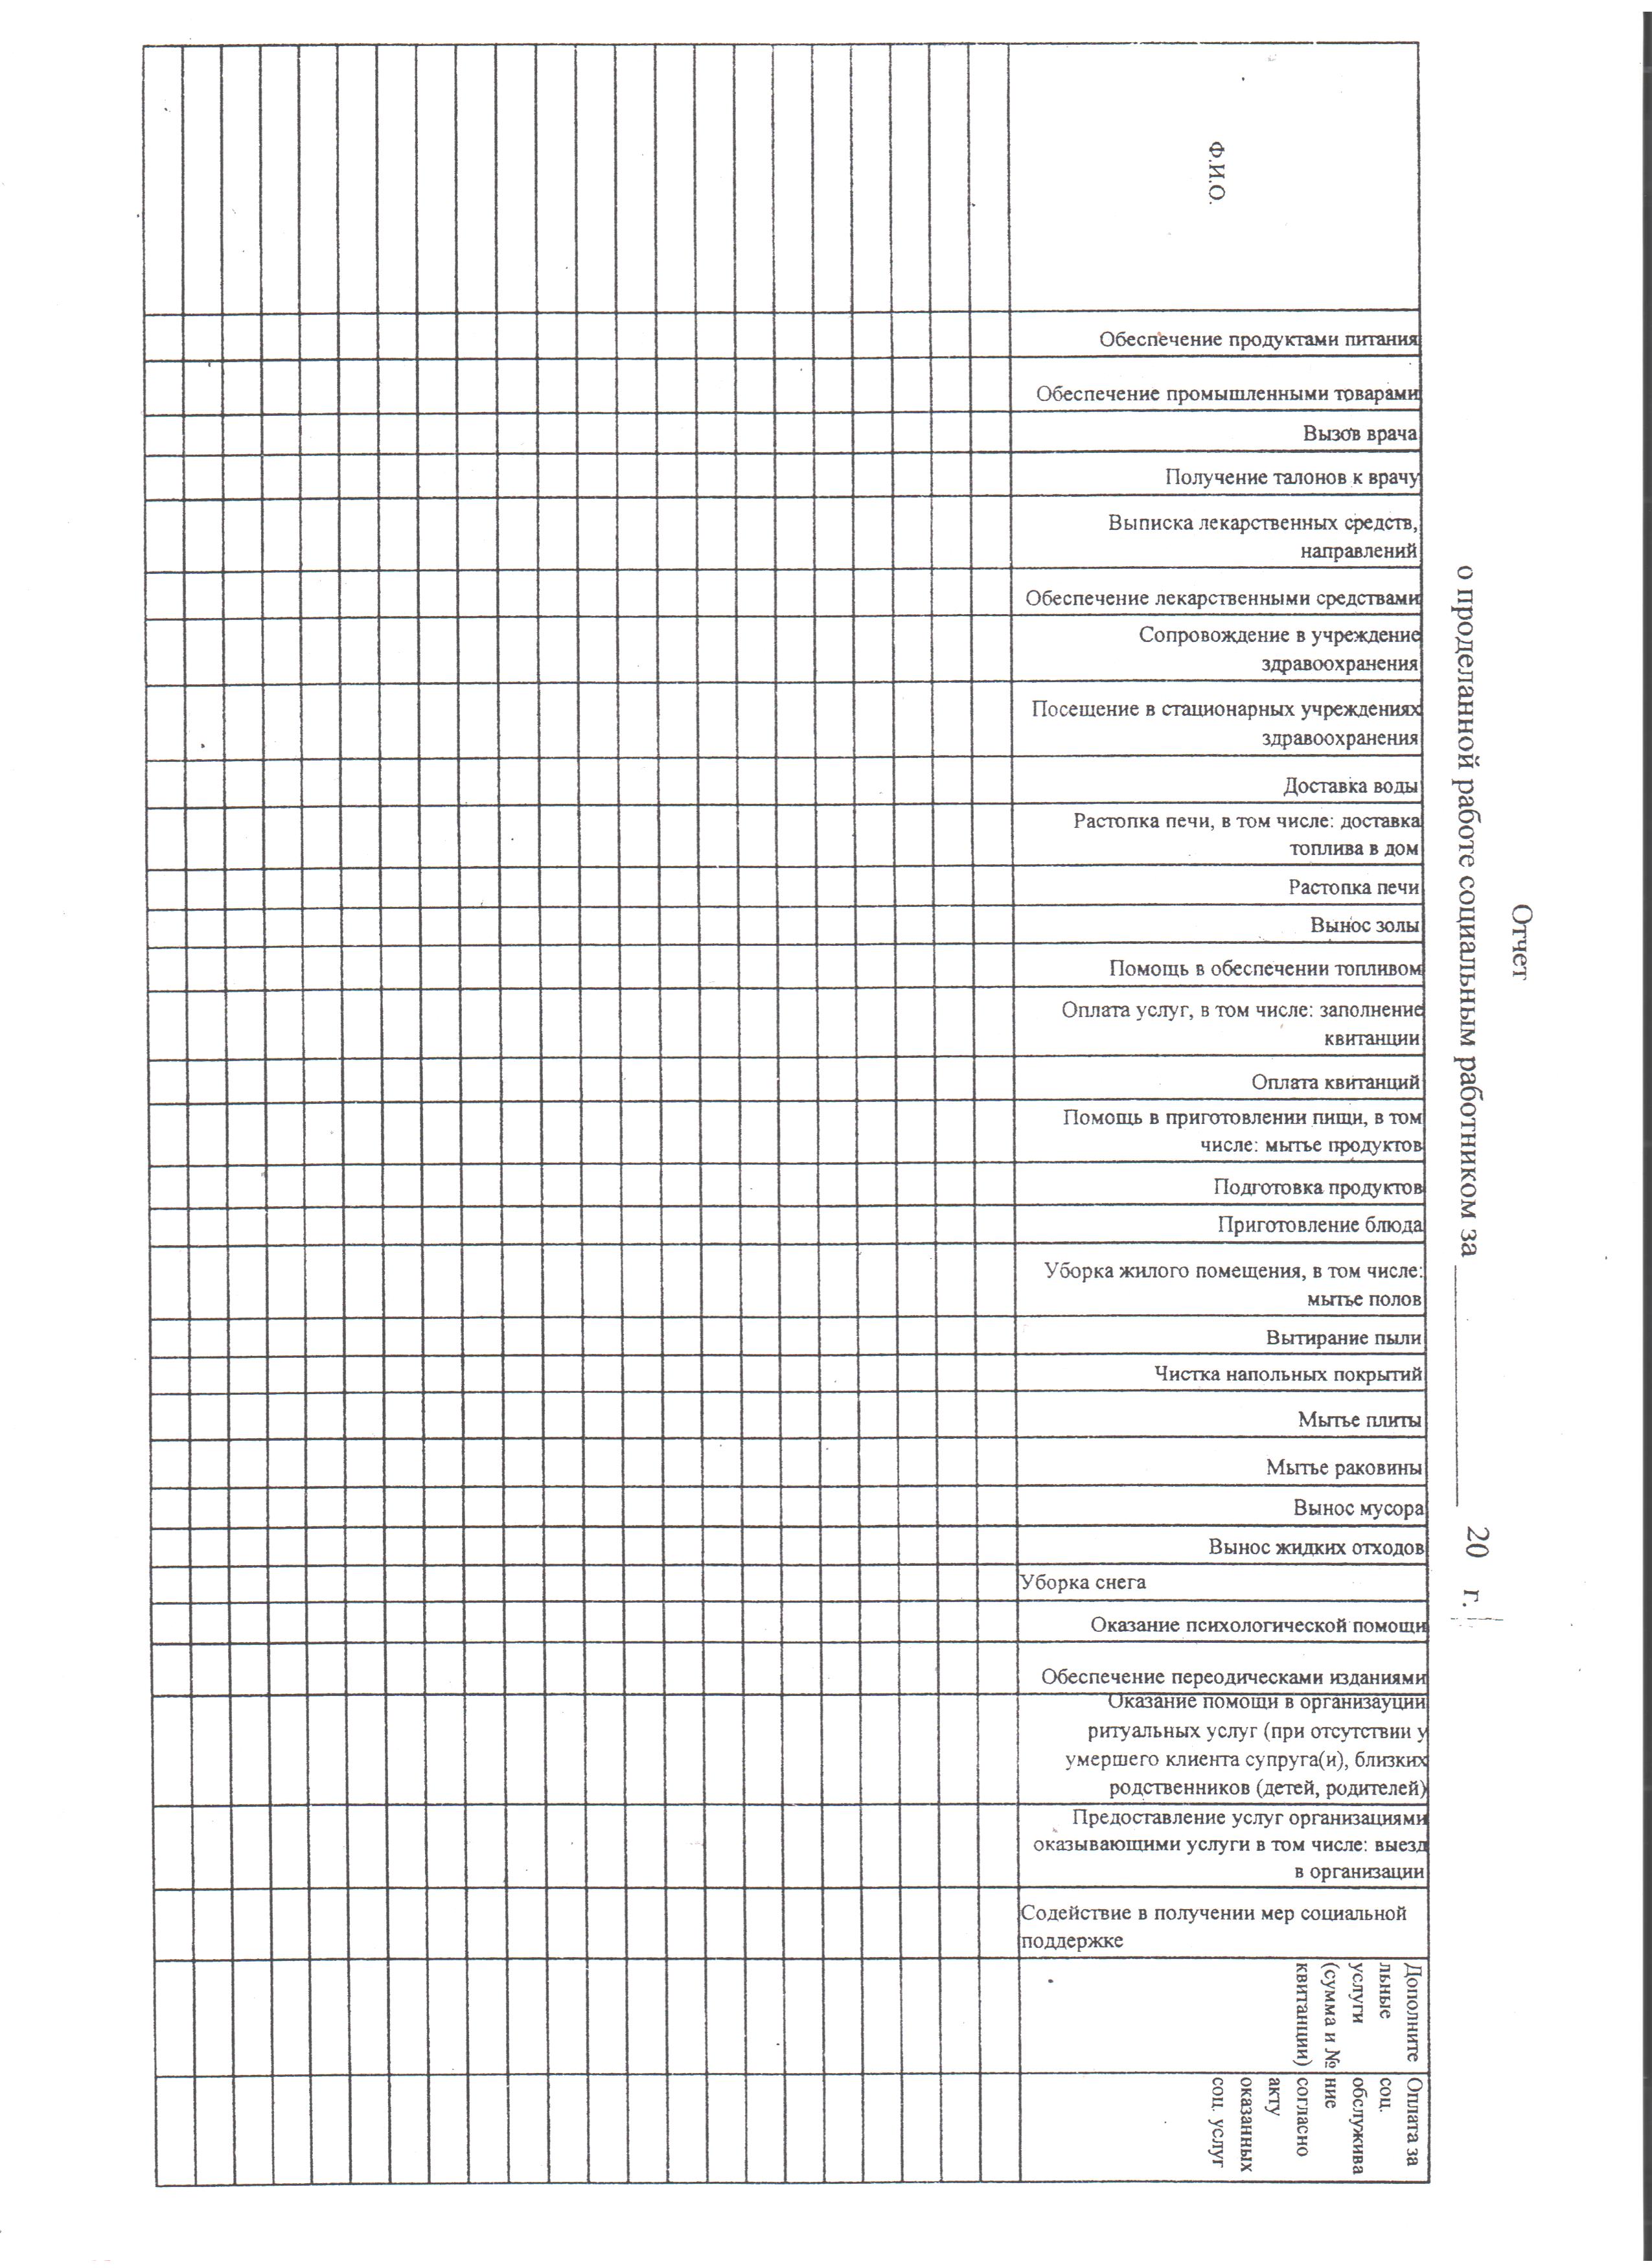 Отчет
о проделанной работе социальным работником за ____________ 20 г.
Ф.И.О.
Обеспечение продуктами питания
Обеспечение промышленными товарами
Вызов врача
Получение талонов к врачу
Выписка лекарственных средств,
направлений
Обеспечение лекарственными средствами
Сопровождение в учреждение
здравоохранения
Посещение в стационарных учреждениях
здравоохранения
Доставка воды
Растопка печи, в том числе: доставка
топлива в дом
Растопка печи
Вынос золы
Помощь в обеспечении топливом
Оплата услуг, в том числе: заполнение
квитанции
Оплата квитанций
Помощь в приготовлении пищи, в том
числе: мытье продуктов
Подготовка продуктов
Приготовление блюда
Уборка жилого помещения, в том числе:
мытье полов
Вытирание пыли
Чистка напольных покрытий
Мытье плиты
Мытье раковины
Вынос мусора
Вынос жидких отходов
Уборка снега
Оказание психологической помощи
Обеспечение переодическами изданиями
Оказание помощи в организауции
ритуальных услуг (при отсутствии у
умершего клиента супруга(и), близких
родственников (детей, родителей)
Предоставление услуг организациями
оказывающими услуги в том числе: выезд
в организации
Содействие в получении мер социальной
поддержке
Дополните
льные
услуги
(сумма и №
квитанции)
Оплата за
соц.
обслужива
ние
согласно
акту
оказанных
соц. услуг